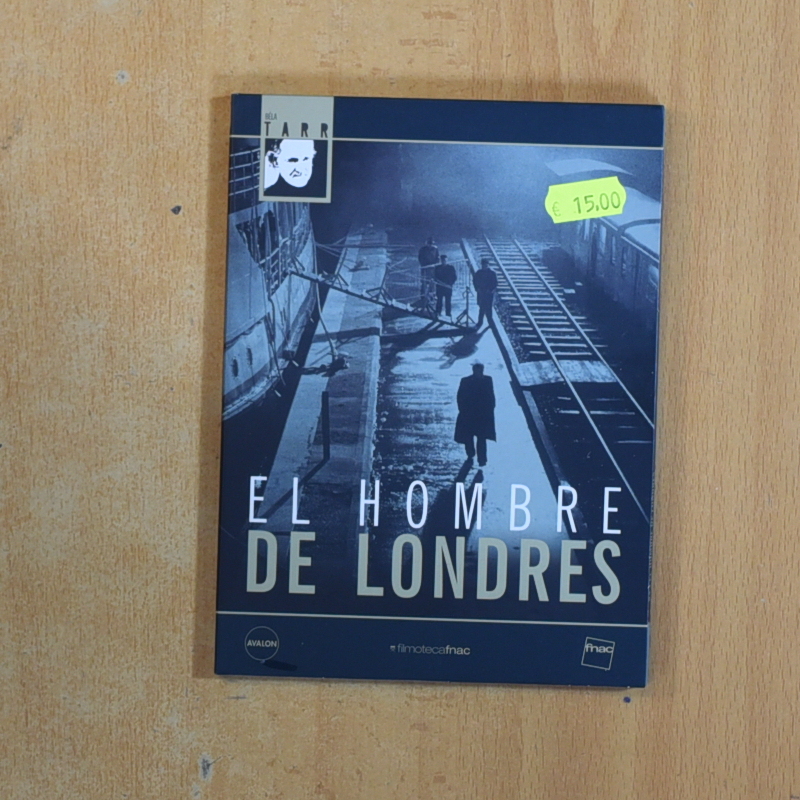 BÉLA
TARR
€ 15.00
EL HOMBRE
DE LONDRES
AVALON
filmotecafnac
fnac